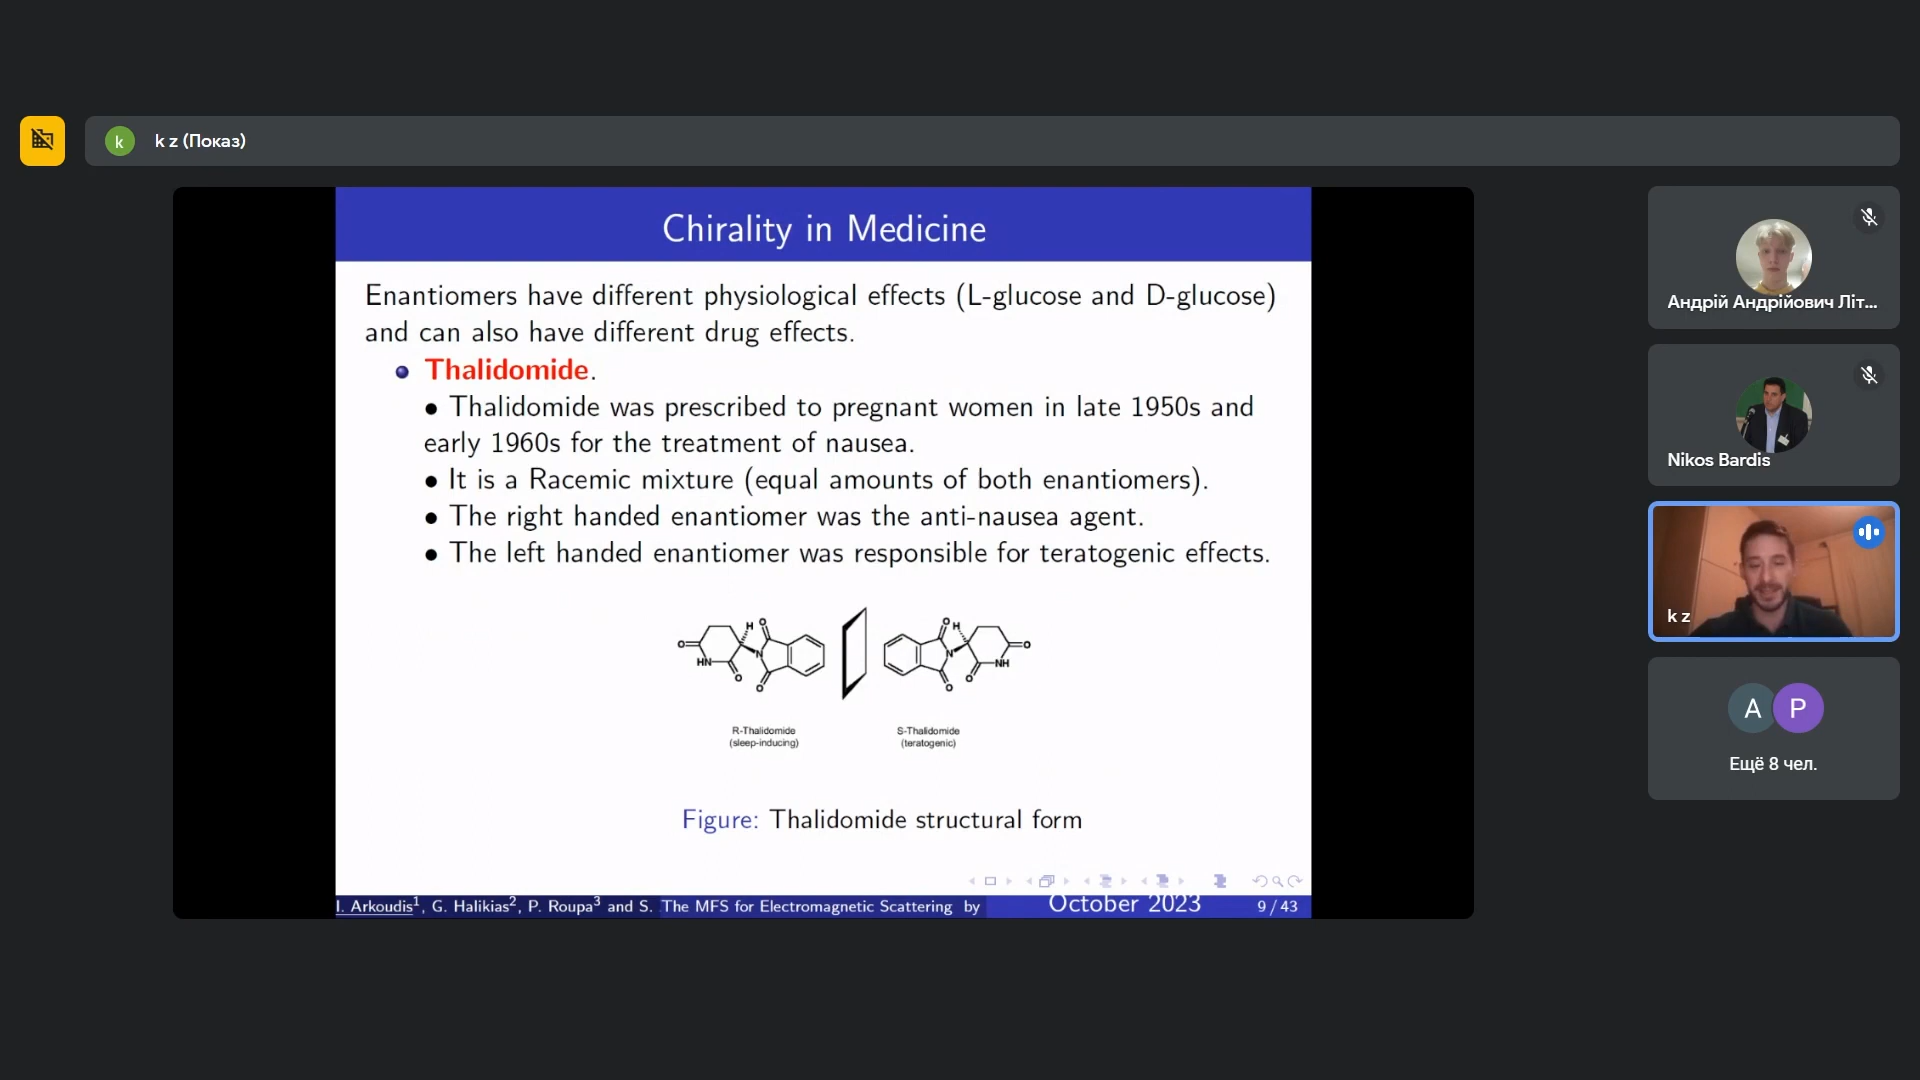 k
k z (Показ)
Chirality in Medicine
Enantiomers have different physiological effects (L-glucose and D-glucose)
and can also have different drug effects.
Thalidomide.
• Thalidomide was prescribed to pregnant women in late 1950s and
early 1960s for the treatment of nausea.
• It is a Racemic mixture (equal amounts of both enantiomers).
• The right handed enantiomer was the anti-nausea agent.
• The left handed enantiomer was responsible for teratogenic effects.
O HN O H N O O
O O N H O NH O
R-Thalidomide
(sleep-inducing)
S-Thalidomide
(teratogenic)
Figure: Thalidomide structural form
I. Arkoudis¹, G. Halikias², P. Roupa³ and S. The MFS for Electromagnetic Scattering by
October 2023
9 / 43
Андрій Андрійович Літ...
Nikos Bardis
k z
A P
Ещё 8 чел.